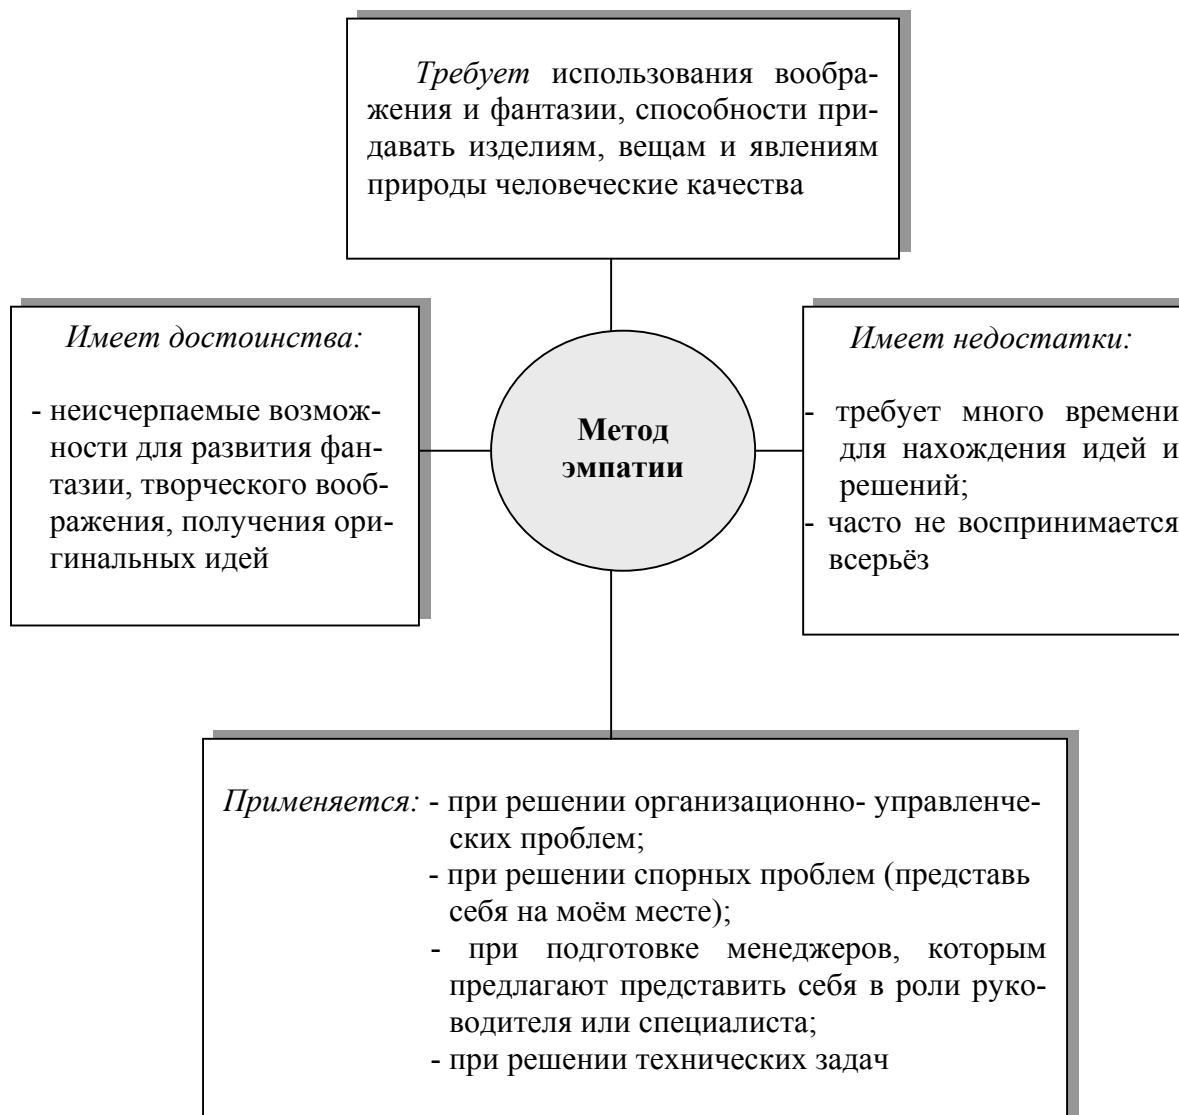 Требует использования вообра-
жения и фантазии, способности при-
давать изделиям, вещам и явлениям
природы человеческие качества
Имеет достоинства:
- неисчерпаемые возмож-
ности для развития фан-
тазии, творческого вооб-
ражения, получения ори-
гинальных идей
Метод
эмпатии
Имеет недостатки:
- требует много времени
для нахождения идей и
решений;
- часто не воспринимается
всерьёз
Применяется: - при решении организационно- управленче-
ских проблем;
- при решении спорных проблем (представь
себя на моём месте);
- при подготовке менеджеров, которым
предлагают представить себя в роли руко-
водителя или специалиста;
- при решении технических задач